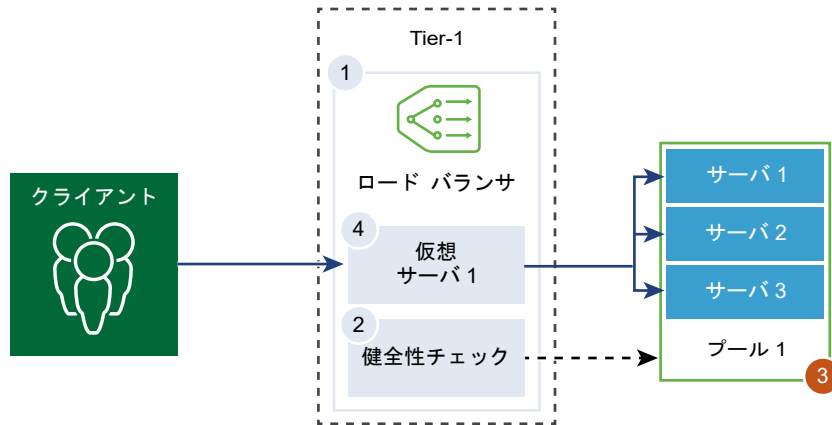 Tier-1
1
ロード バランサ
クライアント
4
仮想
サーバ 1
2
健全性チェック
サーバ 1
サーバ 2
サーバ 3
プール 1
3